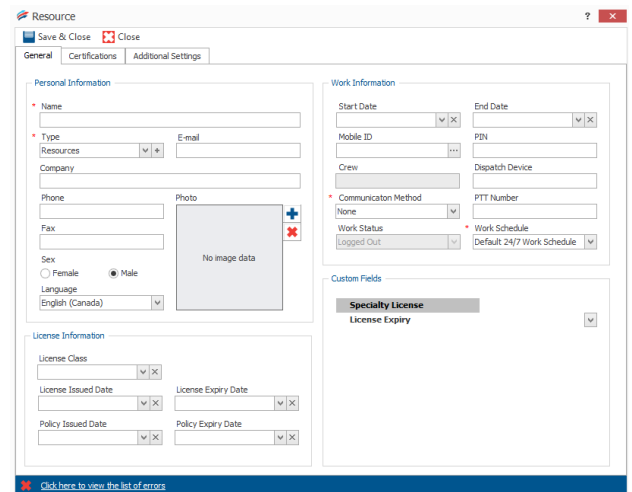 Resource ? ×
Save & Close Close
General Certifications Additional Settings
Personal Information
* Name
* Type E-mail
Resources
Company
Phone Photo
Fax
No image data
Sex
Female Male
Language
English (Canada)
License Information
License Class
License Issued Date License Expiry Date
Policy Issued Date Policy Expiry Date
Work Information
Start Date End Date
Mobile ID PIN
Crew Dispatch Device
* Communicaton Method PTT Number
None
Work Status * Work Schedule
Logged Out Default 24/7 Work Schedule
Custom Fields
Specialty License
License Expiry
Click here to view the list of errors